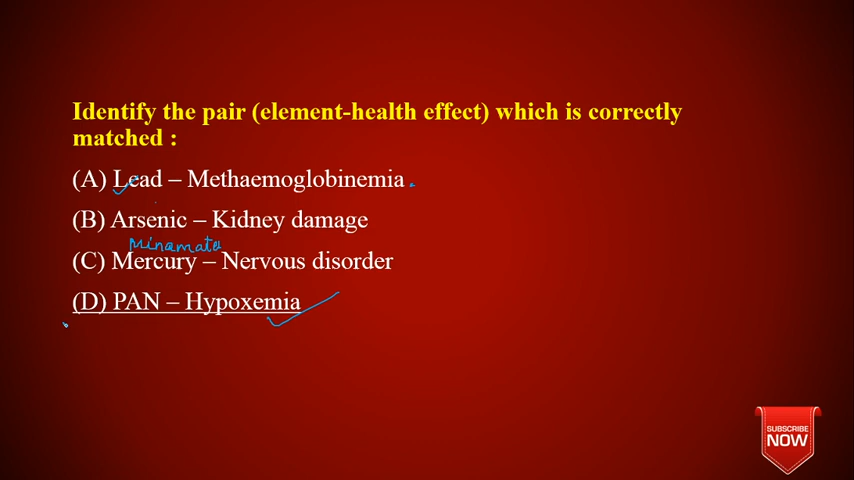 Identify the pair (element-health effect) which is correctly
matched :
(A) Lead – Methaemoglobinemia
(B) Arsenic – Kidney damage
Minamata
(C) Mercury – Nervous disorder
(D) PAN – Hypoxemia
SUBSCRIBE
NOW